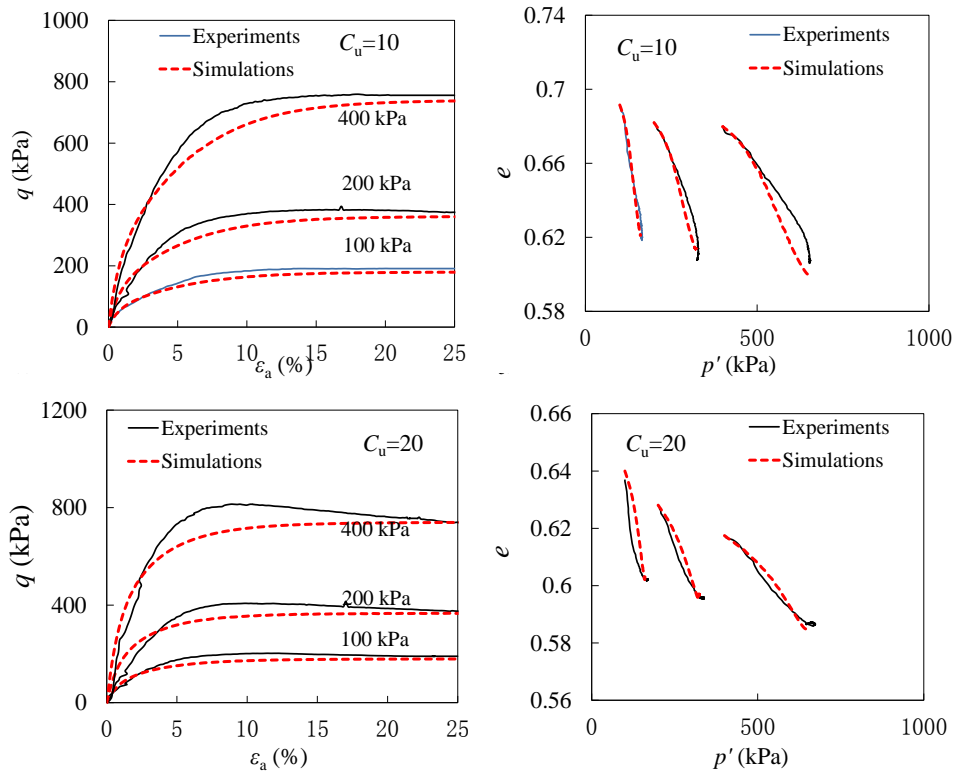 1000
800
600
400
200
0
q (kPa)
Experiments
Simulations
Cu=10
400 kPa
200 kPa
100 kPa
0 5 10 15 20 25
εa (%)
0.74
0.7
0.66
0.62
0.58
e
Experiments
Simulations
Cu=10
0 500 1000
p′ (kPa)
1200
800
400
0
q (kPa)
Experiments
Simulations
Cu=20
400 kPa
200 kPa
100 kPa
0 5 10 15 20 25
εa (%)
0.66
0.64
0.62
0.6
0.58
0.56
e
Experiments
Simulations
Cu=20
0 500 1000
p′ (kPa)